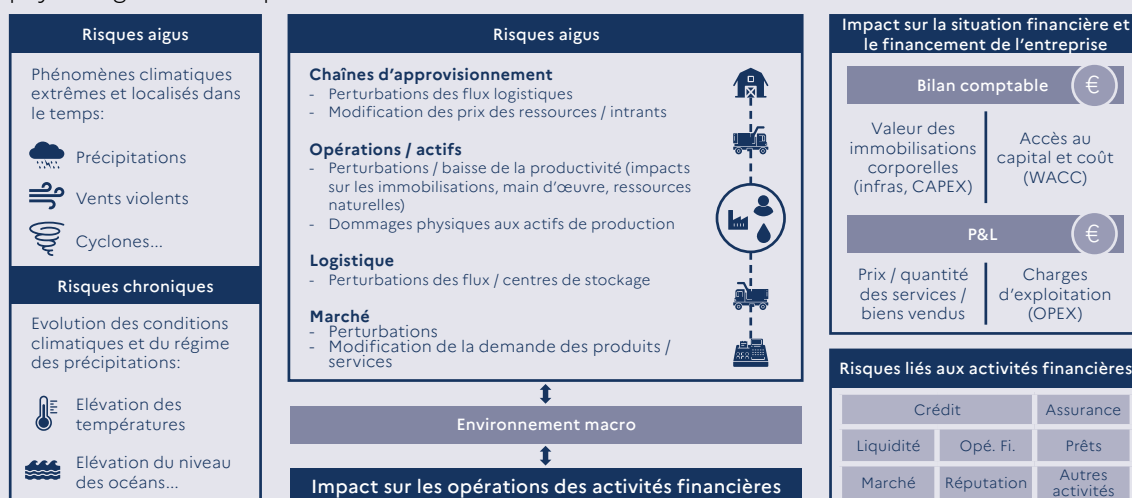 Risques aigus
Phénomènes climatiques
extrêmes et localisés dans
le temps:
Précipitations
Vents violents
Cyclones...
Risques chroniques
Evolution des conditions
climatiques et du régime
des précipitations:
Elévation des
températures
Elévation du niveau
des océans...
Risques aigus
Chaînes d'approvisionnement
- Perturbations des flux logistiques
- Modification des prix des ressources / intrants
Opérations / actifs
- Perturbations / baisse de la productivité (impacts
sur les immobilisations, main d'œuvre, ressources
naturelles)
- Dommages physiques aux actifs de production
Logistique
- Perturbations des flux / centres de stockage
Marché
- Perturbations
- Modification de la demande des produits /
services
Environnement macro
Impact sur les opérations des activités financières
Impact sur la situation financière et
le financement de l'entreprise
Bilan comptable €
Valeur des
immobilisations
corporelles
(infras, CAPEX)
Accès au
capital et coût
(WACC)
P&L €
Prix / quantité
des services /
biens vendus
Charges
d'exploitation
(OPEX)
Risques liés aux activités financières
Crédit Assurance
Liquidité Opé. Fi. Prêts
Marché Réputation Autres
activités